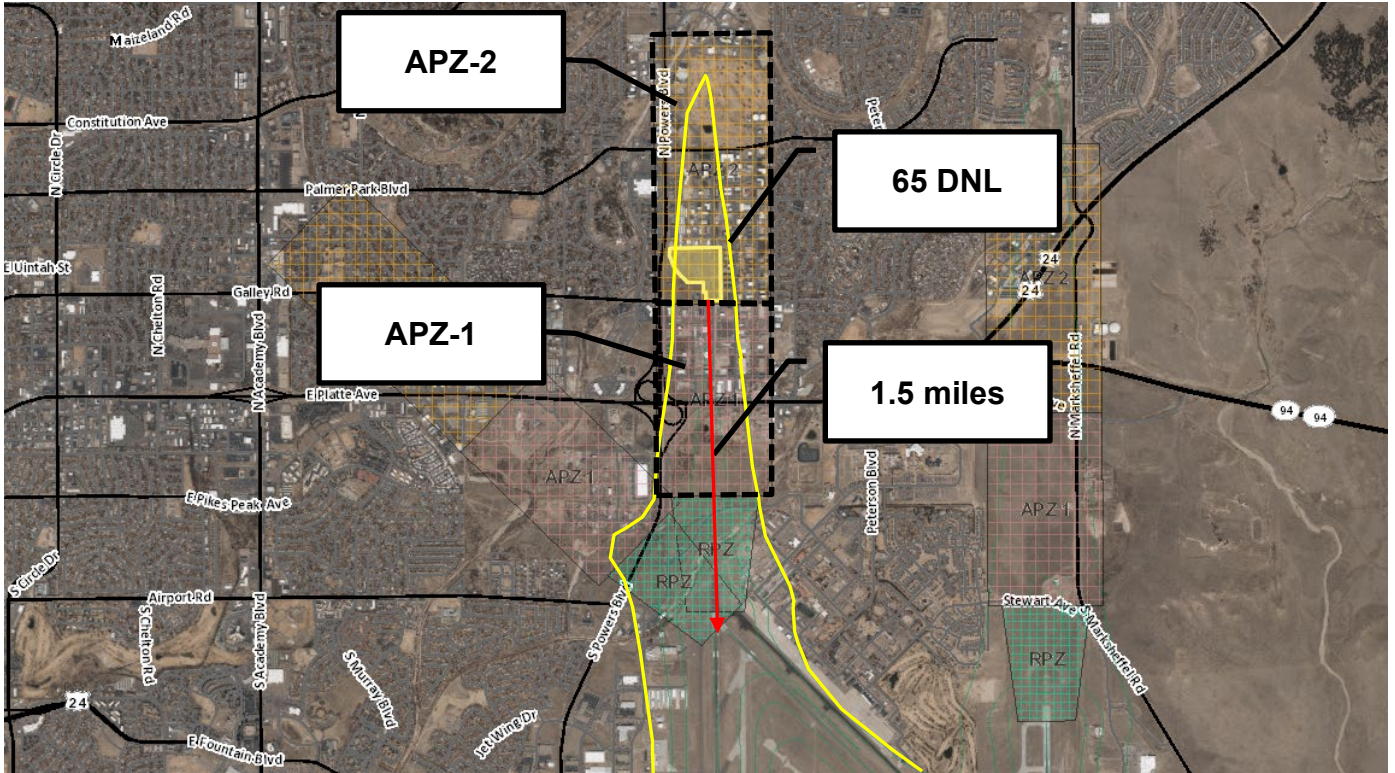 Maizeland Rd
APZ-2
N Powers Blvd
Constitution Ave
N Circle Dr
65 DNL
APZ 2
Palmer Park Blvd
E Uintah St
24
APZ 2
24
Galley Rd
N Chelton Rd
N Academy Blvd
APZ-1
1.5 miles
N Marksheffel Rd
E Platte Ave
APZ 1
94 94
APZ 1
E Pikes Peak Ave
Peterson Blvd
APZ 1
RPZ
RPZ
S Circle Dr
Airport Rd
Stewart Ave
S Chelton Rd
S Academy Blvd
S Powers Blvd
S Marksheffel Rd
RPZ
S Murray Blvd
24
Jet Wing Dr
E Fountain Blvd